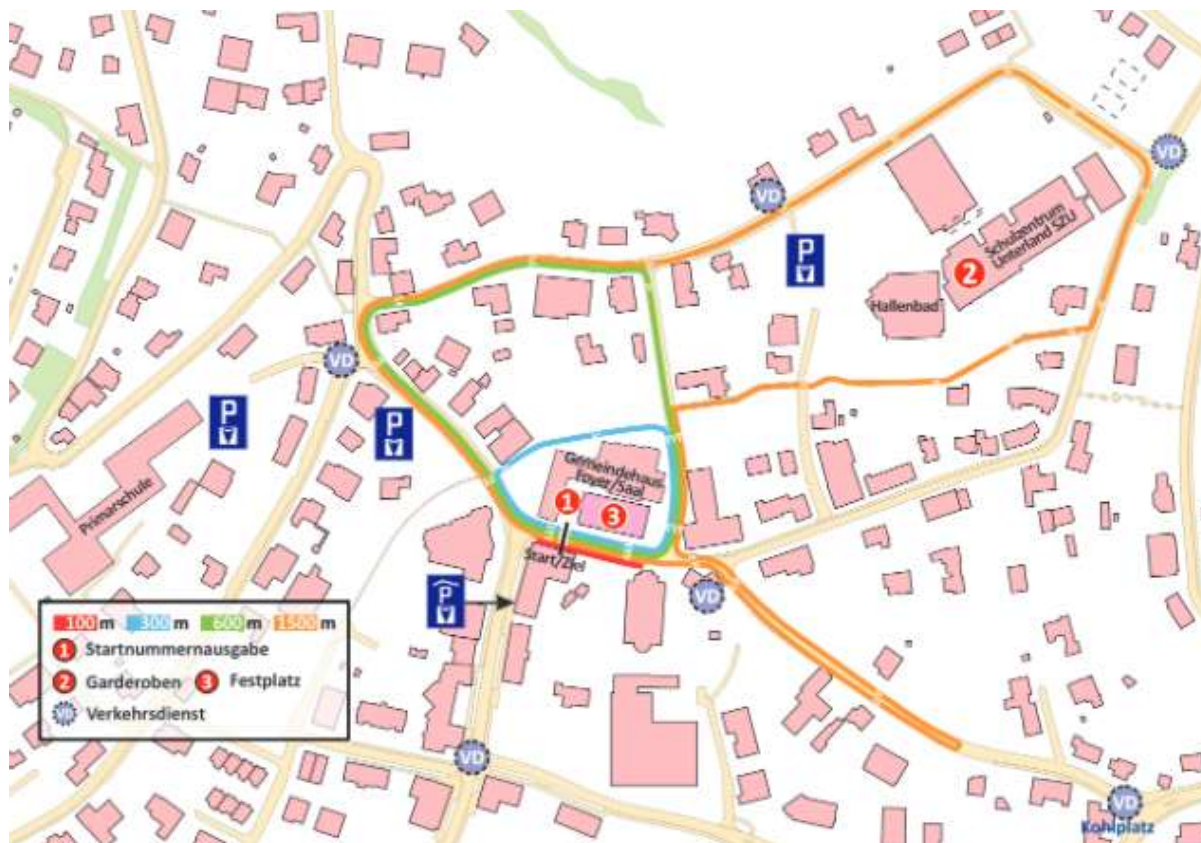 VD
VD
P
2
Schulzentrum
Unterland SZU
Hallenbad
VD
P
P
Primarschule
Gemeindehaus
Foyer/Saal
1
3
Start/Ziel
P
VD
100 m 300 m 600 m 1500 m
1 Startnummernausgabe
2 Garderoben 3 Festplatz
VD Verkehrsdienst
VD
VD
Kohlplatz